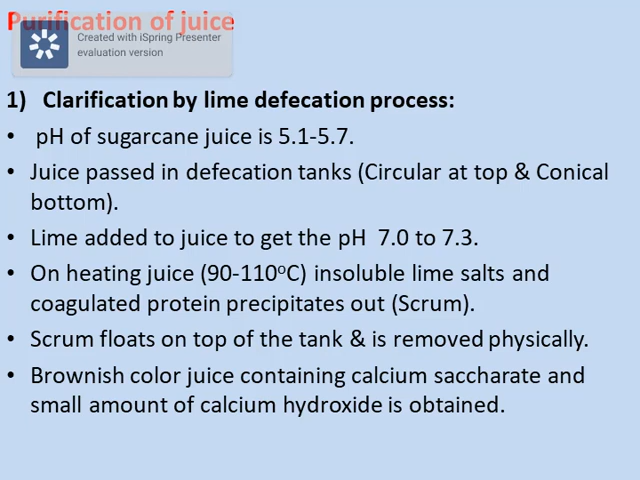 Purification of juice
Created with iSpring Presenter
evaluation version
1) Clarification by lime defecation process:
• pH of sugarcane juice is 5.1-5.7.
• Juice passed in defecation tanks (Circular at top & Conical
bottom).
• Lime added to juice to get the pH 7.0 to 7.3.
• On heating juice (90-110°C) insoluble lime salts and
coagulated protein precipitates out (Scrum).
• Scrum floats on top of the tank & is removed physically.
• Brownish color juice containing calcium saccharate and
small amount of calcium hydroxide is obtained.